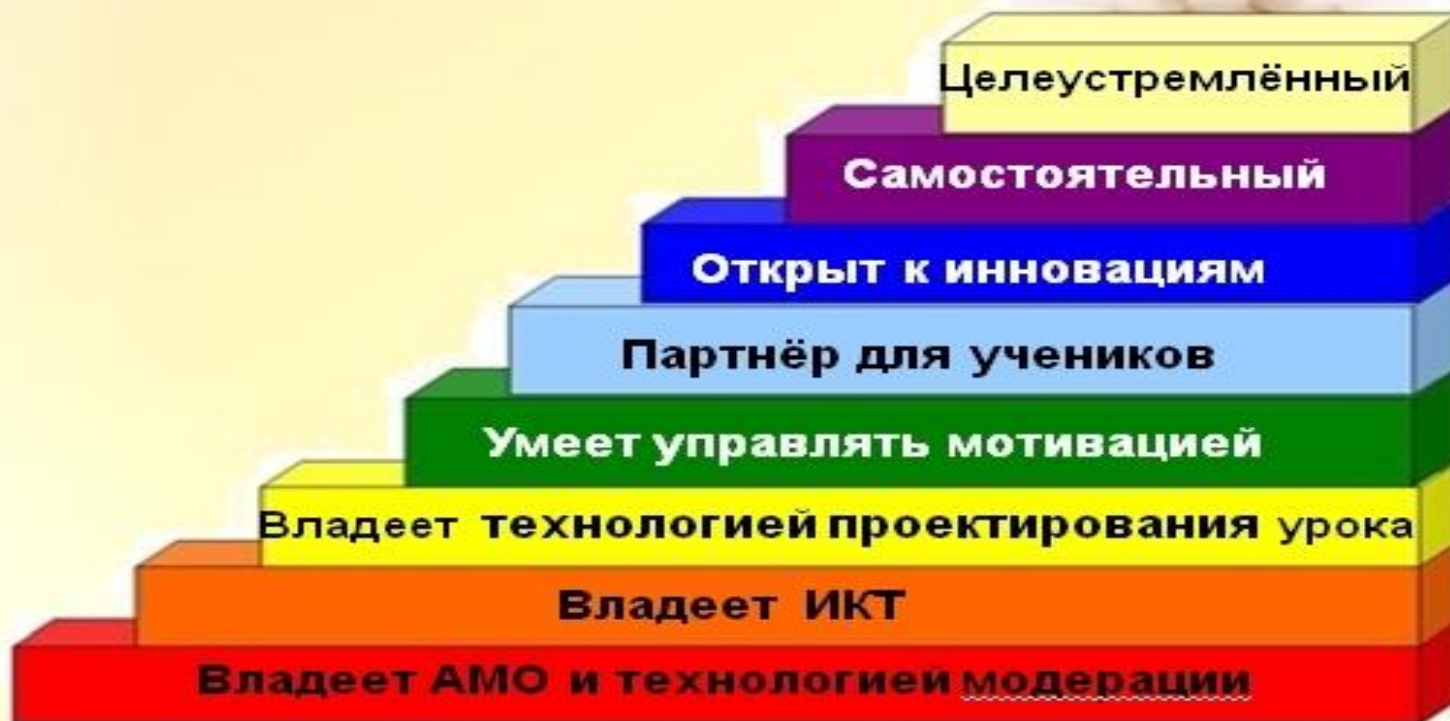 Целеустремлённый
Самостоятельный
Открыт к инновациям
Партнёр для учеников
Умеет управлять мотивацией
Владеет технологией проектирования урока
Владеет ИКТ
Владеет АМО и технологией модерации